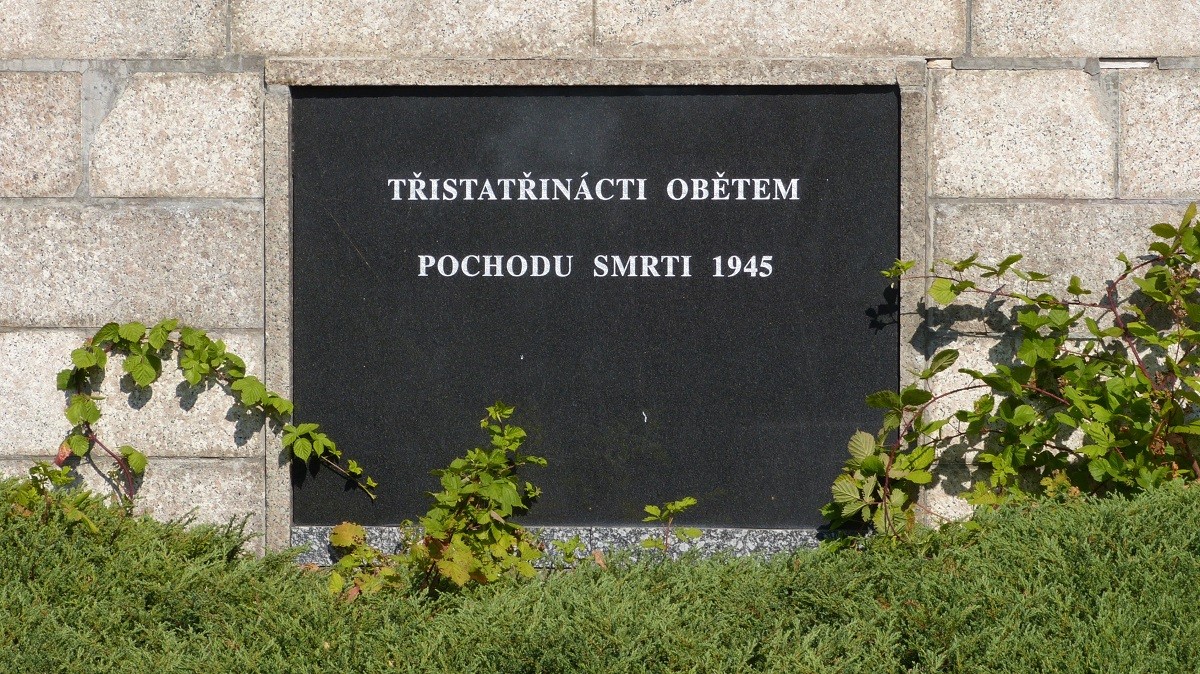 TŘISTATŘINÁCTI OBĚTEM
POCHODU SMRTI 1945